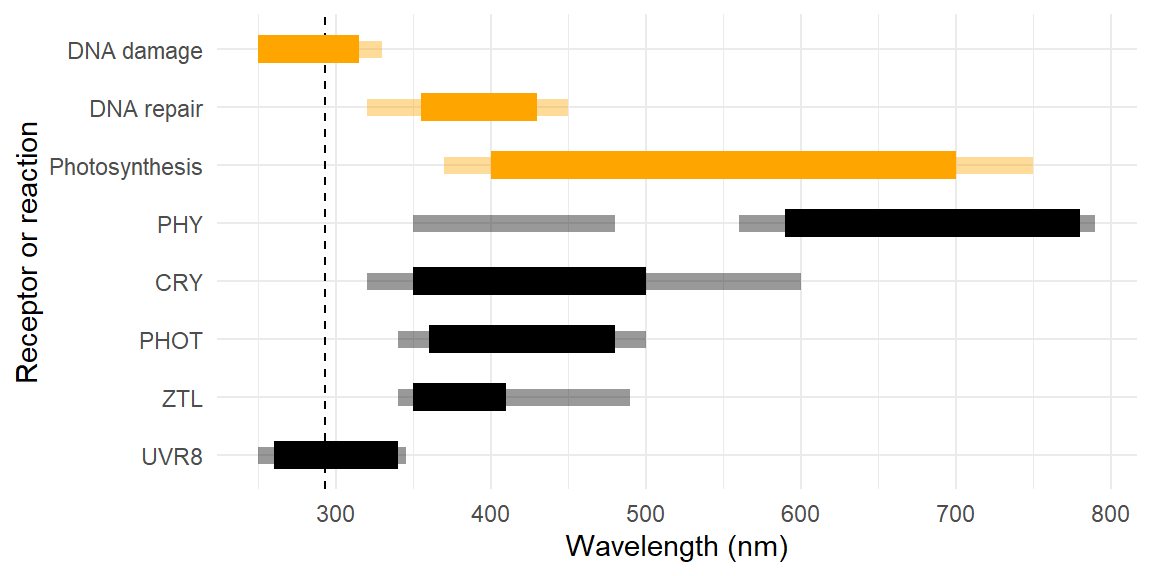 DNA damage
DNA repair
Photosynthesis
PHY
CRY
PHOT
ZTL
UVR8
Receptor or reaction
300 400 500 600 700 800
Wavelength (nm)